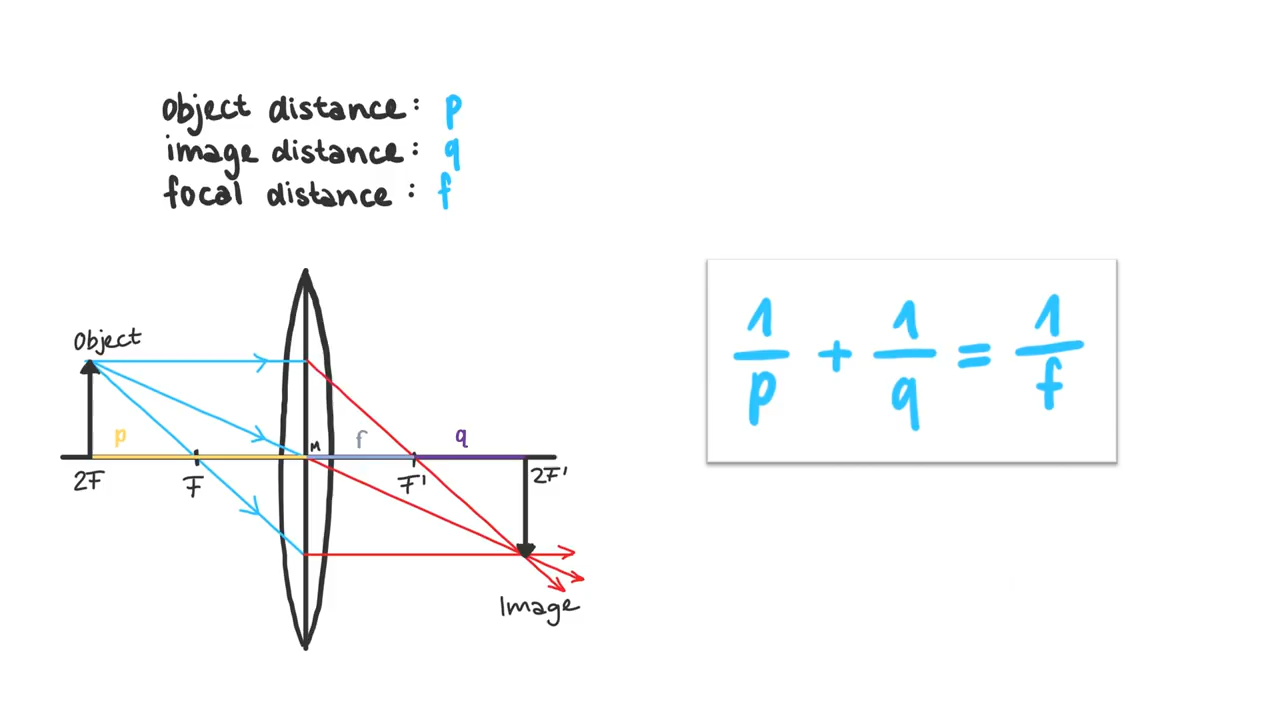 object distance: p
image distance: q
focal distance: f
Object
p
M
f
q
2F
F
F'
2F'
Image
1/p + 1/q = 1/f